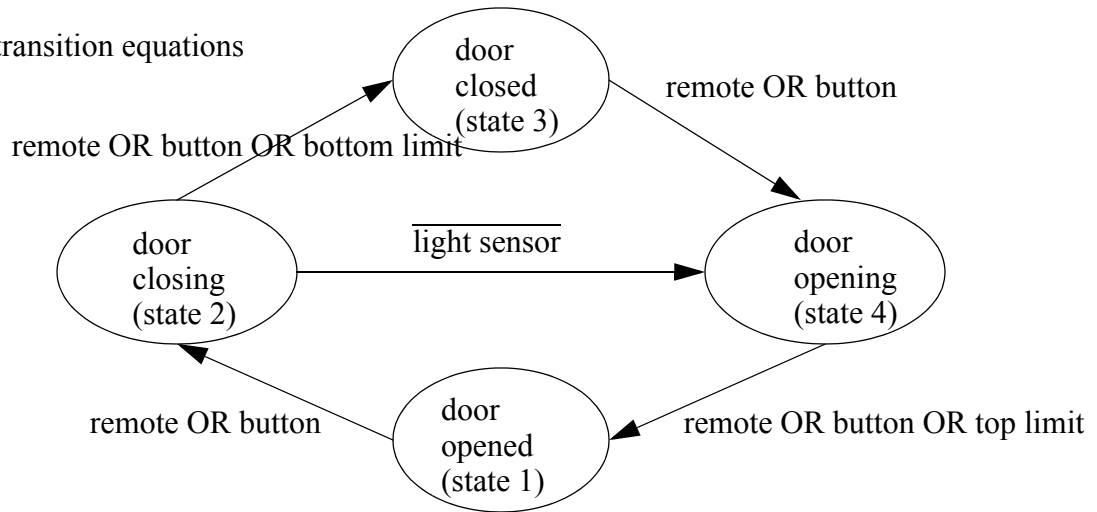 transition equations
door
closed
(state 3)
remote OR button
remote OR button OR bottom limit
light sensor
door
closing
(state 2)
door
opening
(state 4)
remote OR button
door
opened
(state 1)
remote OR button OR top limit